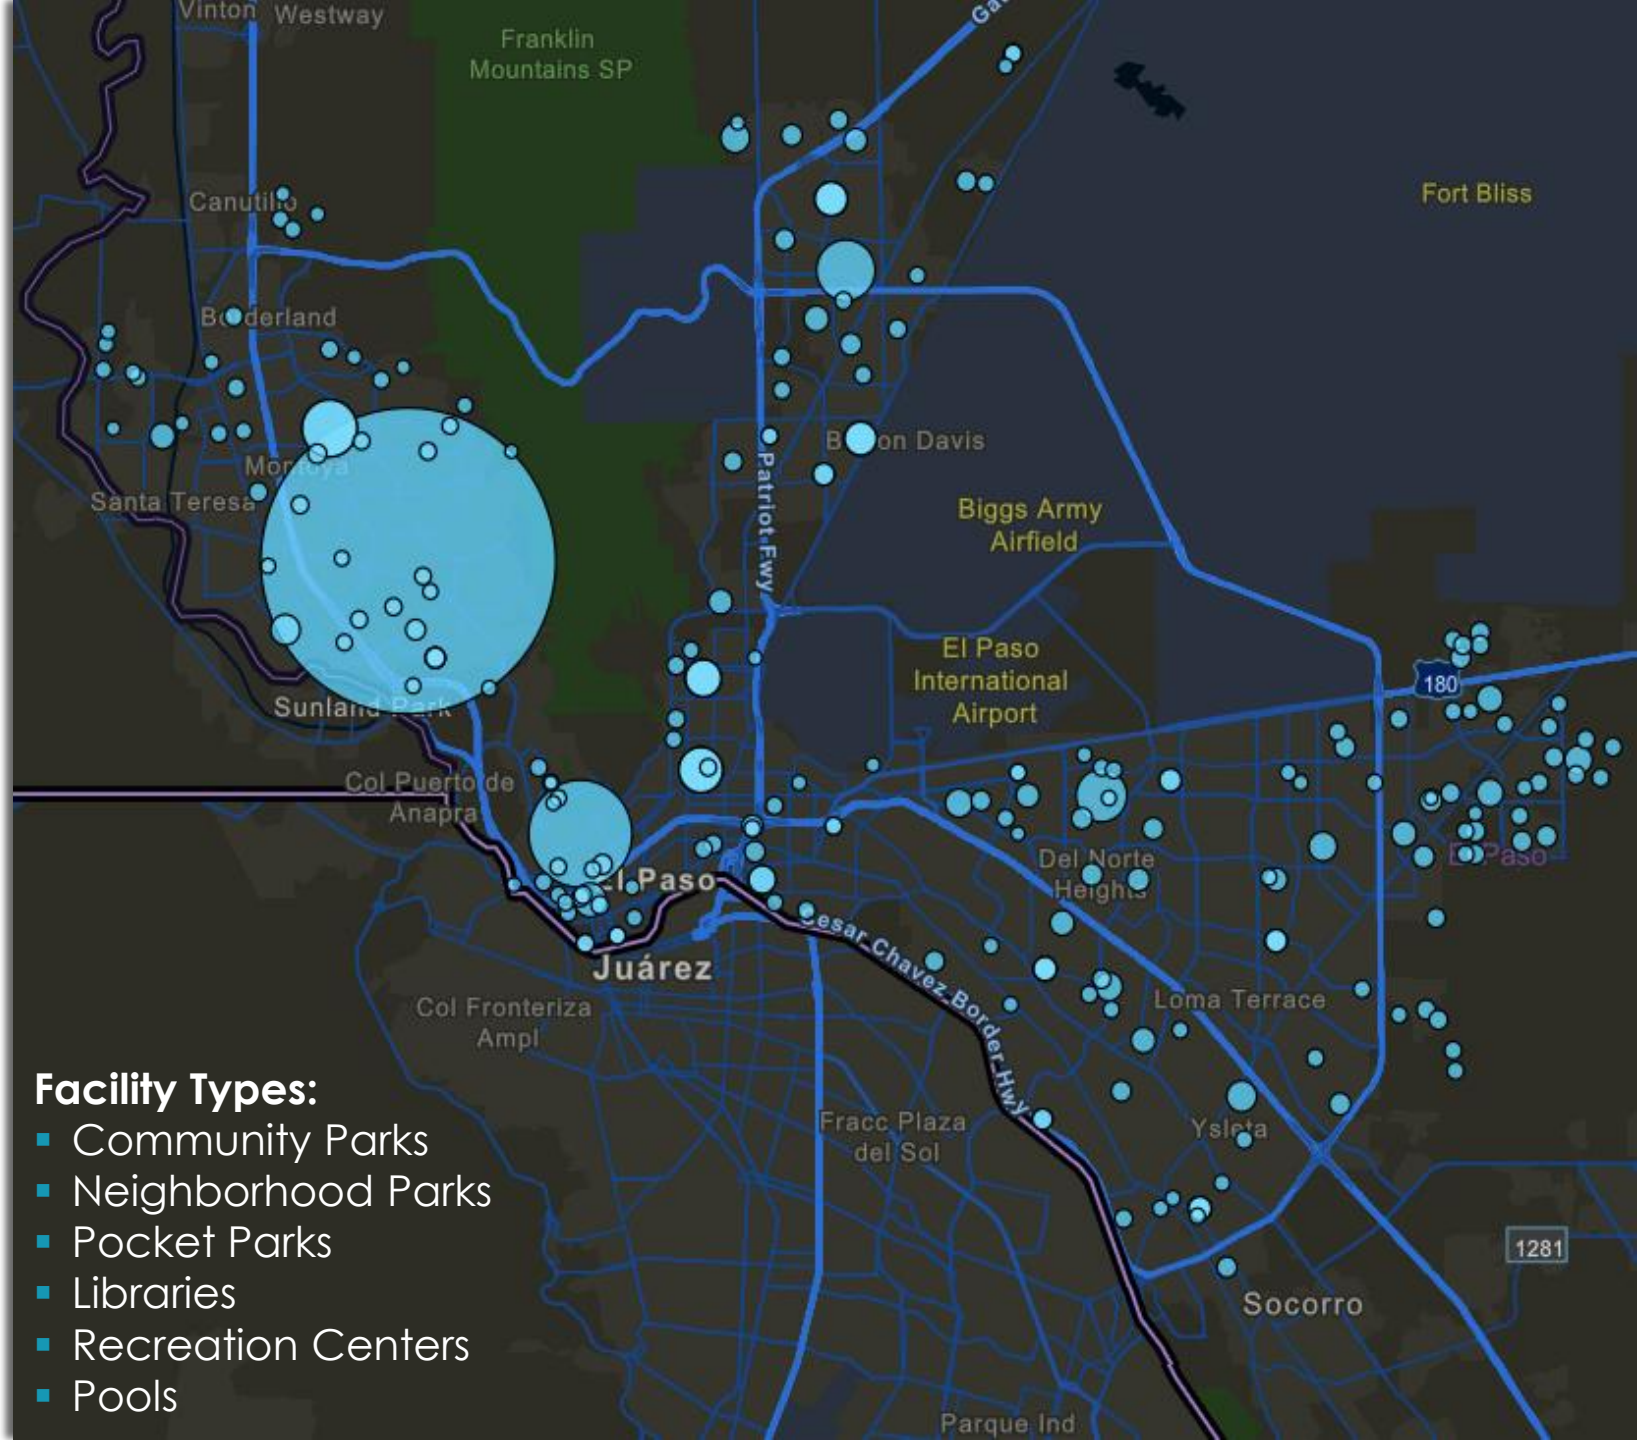 Vinton
Westway
Ga
Franklin
Mountains SP
Fort Bliss
Canutillo
Borderland
Montoya
Santa Teresa
Patriot Fwy
Biggs Army
Airfield
El Paso
International
Airport
180
Sunland Park
Col Puerto de
Anapra
El Paso
Del Norte
Heights
El Paso
Juárez
Cesar Chavez Border Hwy
Col Fronteriza
Ampl
Loma Terrace
Fracc Plaza
del Sol
Ysleta
1281
Socorro
Parque Ind
Facility Types:
▪ Community Parks
▪ Neighborhood Parks
▪ Pocket Parks
▪ Libraries
▪ Recreation Centers
▪ Pools